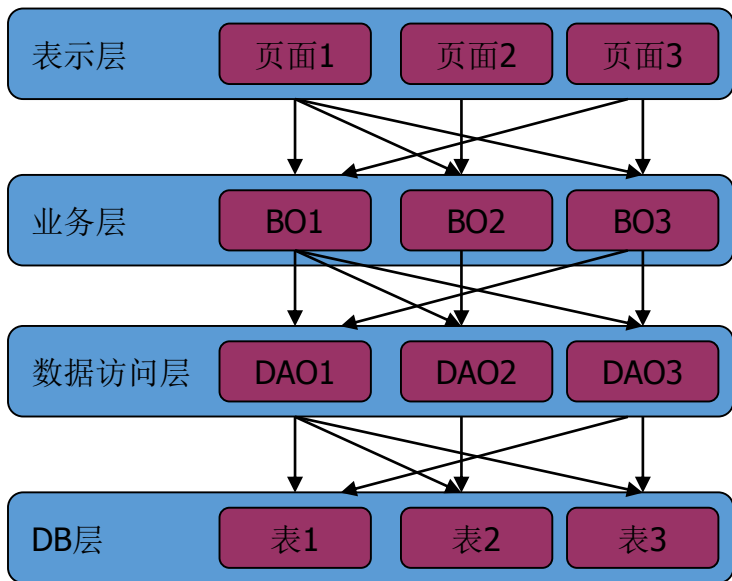 表示层 页面1 页面2 页面3
业务层 BO1 BO2 BO3
数据访问层 DAO1 DAO2 DAO3
DB层 表1 表2 表3